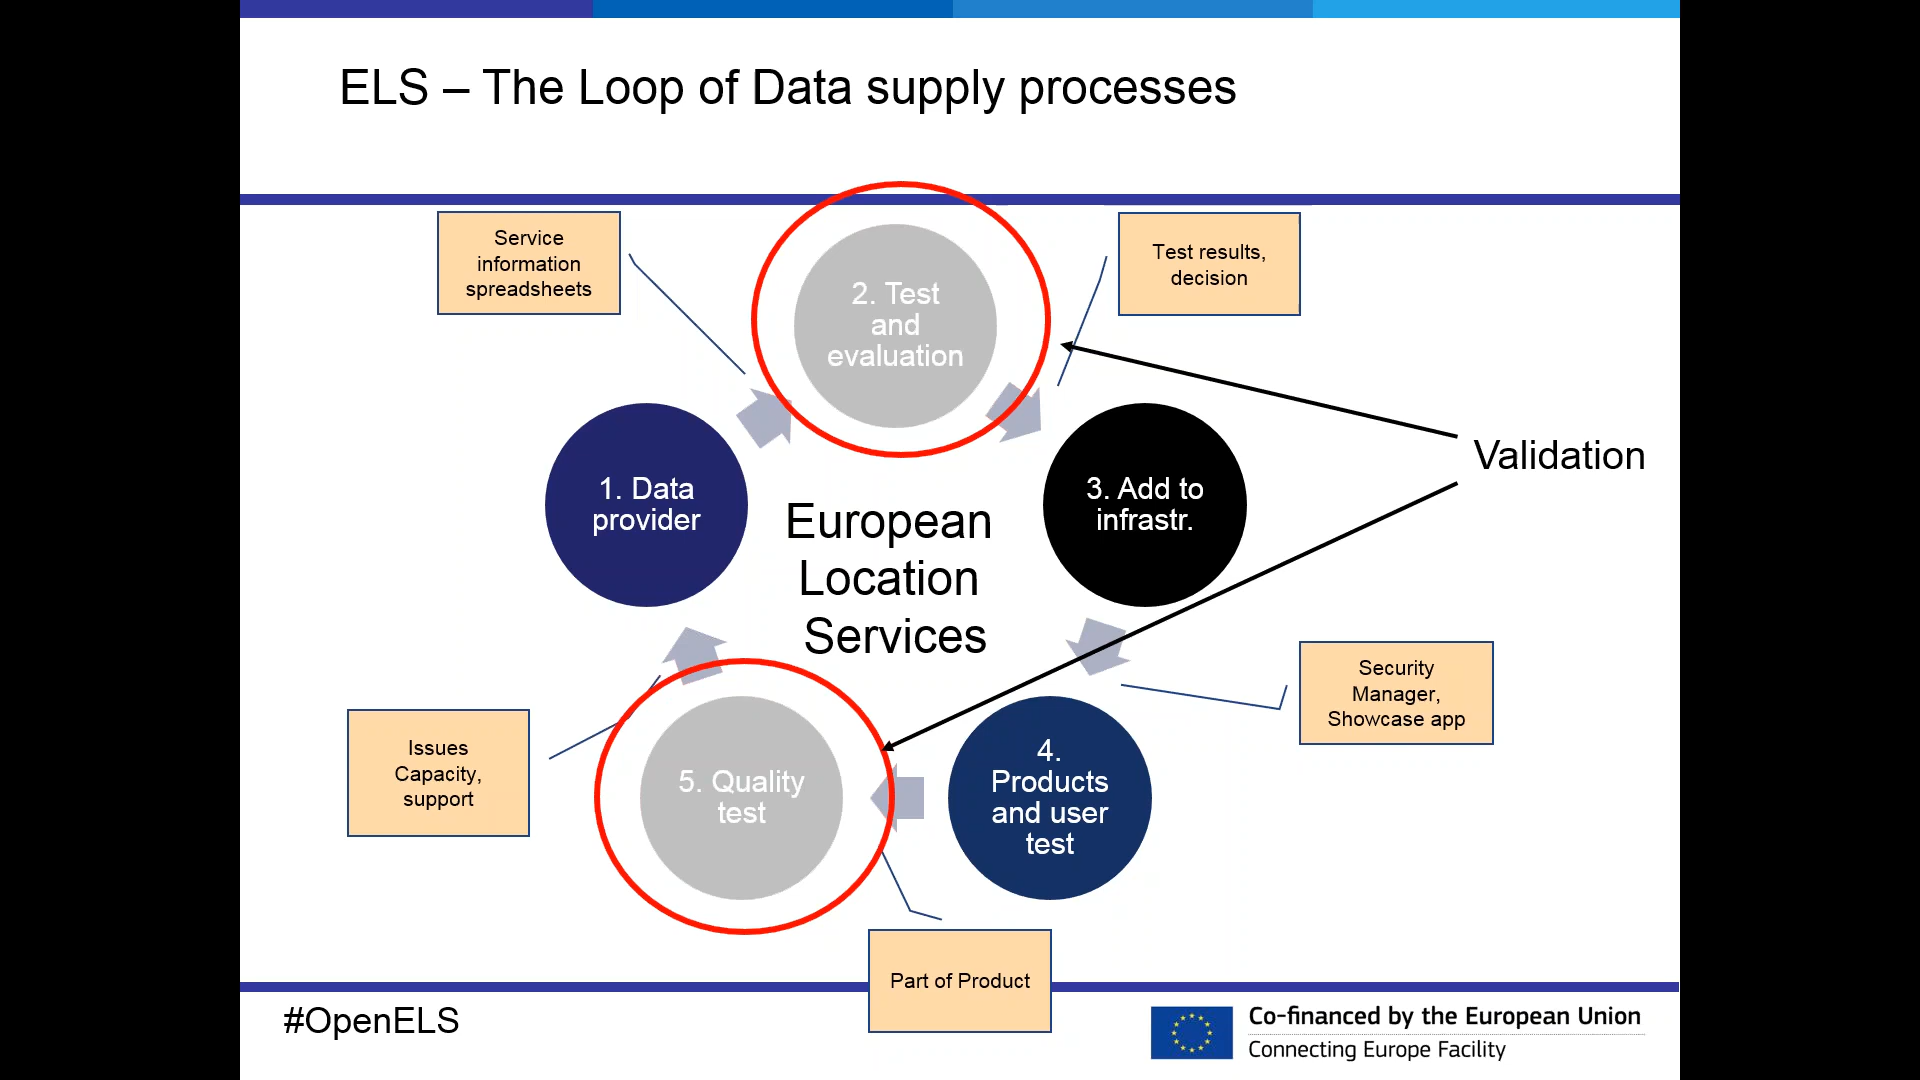 ELS – The Loop of Data supply processes
Service
information
spreadsheets
2. Test
and
evaluation
Test results,
decision
Validation
1. Data
provider
3. Add to
infrastr.
European
Location
Services
Security
Manager,
Showcase app
Issues
Capacity,
support
5. Quality
test
4.
Products
and user
test
Part of Product
#OpenELS
Co-financed by the European Union
Connecting Europe Facility